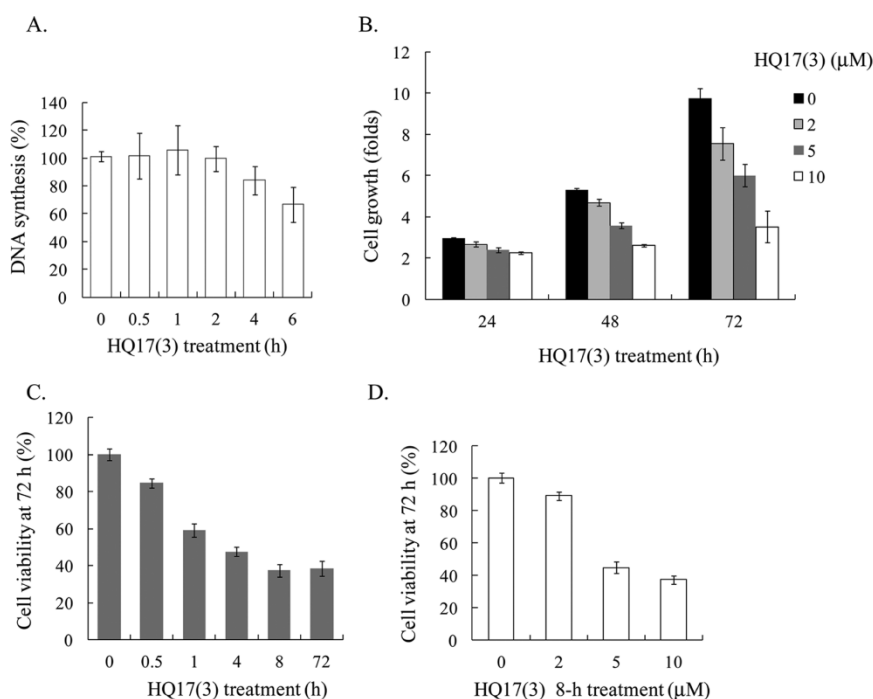 A.
140
120
100
80
60
40
20
0
DNA synthesis (%)
0 0.5 1 2 4 6
HQ17(3) treatment (h)
B.
12
10
8
6
4
2
0
Cell growth (folds)
24 48 72
HQ17(3) treatment (h)
HQ17(3) (μM)
0
2
5
10
C.
120
100
80
60
40
20
0
Cell viability at 72 h (%)
0 0.5 1 4 8 72
HQ17(3) treatment (h)
D.
120
100
80
60
40
20
0
Cell viability at 72 h (%)
0 2 5 10
HQ17(3) 8-h treatment (μM)